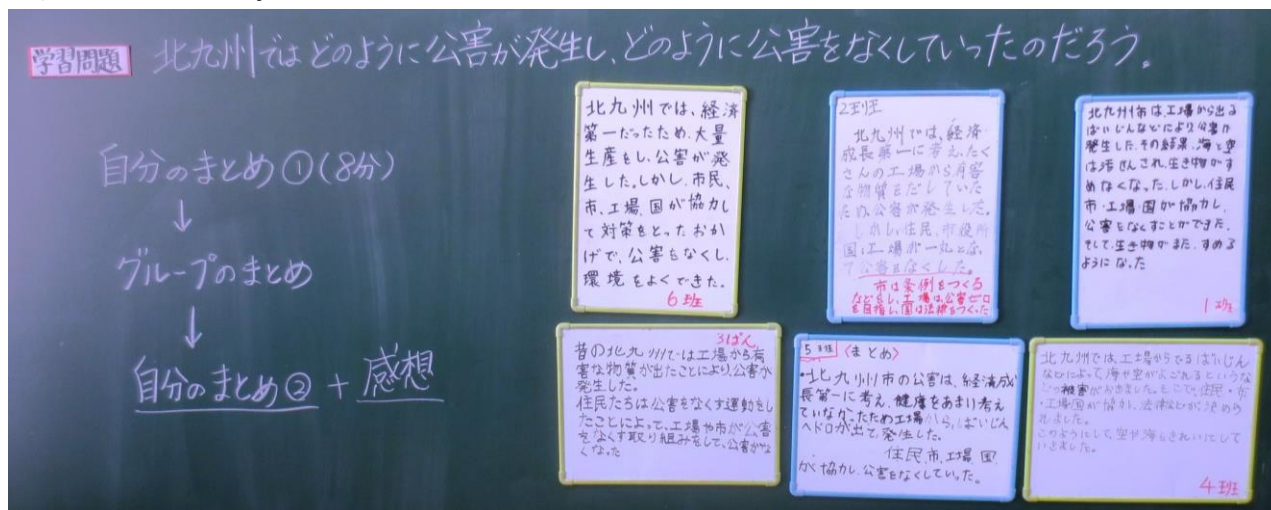 学習問題 北九州ではどのように公害が発生し、どのように公害をなくしていったのだろう。
自分のまとめ①(8分)
↓
グループのまとめ
↓
自分のまとめ② + 感想
北九州では、経済
第一だったため、大量
生産をし、公害が発
生した。しかし、市民、
市、工場、国が協力し
て対策をとったおか
げで、公害をなくし、
環境をよくできた。
6班
2班
北九州では、経済
成長第一に考え、たく
さんの工場から有害
な物質をだしていた
ため、公害が発生した。
しかし、住民、市役所
国、工場が一丸となっ
て公害をなくした。
市は条例をつくる
などをし、工場は、公害ゼロ
を目指し、国は法律をつくった
北九州市は、工場から出る
ばいじんなどにより公害が
発生した。その結果、海と空
は汚せんされ、生き物がす
めなくなった。しかし、住民
市・工場・国が協力し、
公害をなくすことができた。
そして、生き物がまた、すめる
ようになった
1班
3ぱん
昔の北九州では工場から有
害な物質が出たことにより、公害が
発生した。
住民たちは公害をなくす運動をし
たことによって、工場や市が公害
をなくす取り組みをして、公害がな
くなった
5班 〈まとめ〉
・北九州市の公害は、経済成
長第一に考え、健康をあまり考え
ていなかったため工場から、ばいじん
ヘドロが出て、発生した。
住民、市、工場、国
が協力し、公害をなくしていった。
北九州では、工場からでるばいじん
などによって、海や空がよごれるというな
被害がおきました。そこで、住民・市
・工場国が協力し、法律などが決めら
れました。
このようにして、空や海もきれいにして
いきました。
4班